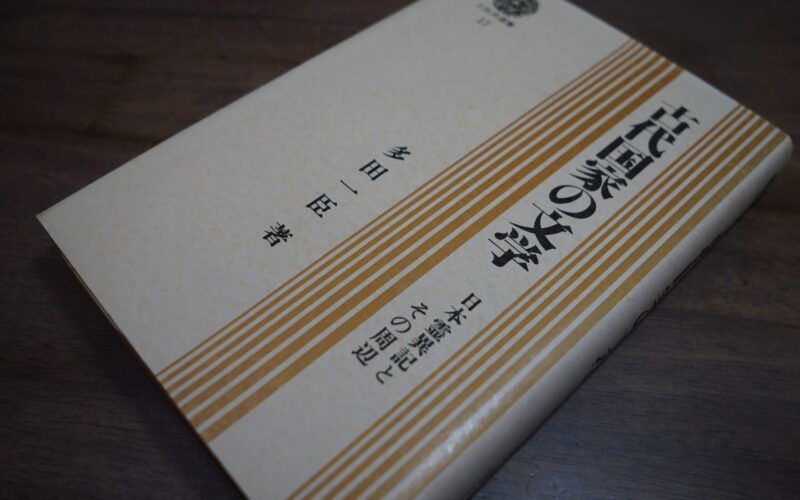 古代国家の文学
日本霊異記と
その周辺
多田一臣 著
17